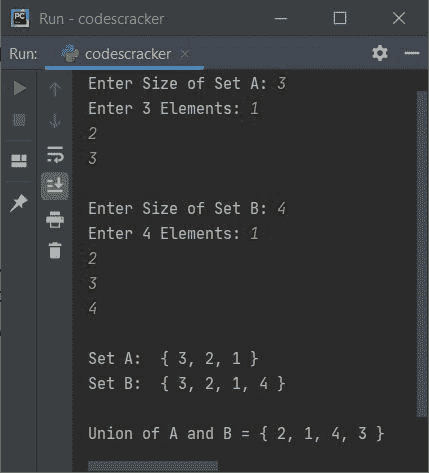 PC Run - codescracker
Run: codescracker
Enter Size of Set A: 3
Enter 3 Elements: 1
2
3
Enter Size of Set B: 4
Enter 4 Elements: 1
2
3
4
Set A:  { 3, 2, 1 }
Set B:  { 3, 2, 1, 4 }
Union of A and B = { 2, 1, 4, 3 }